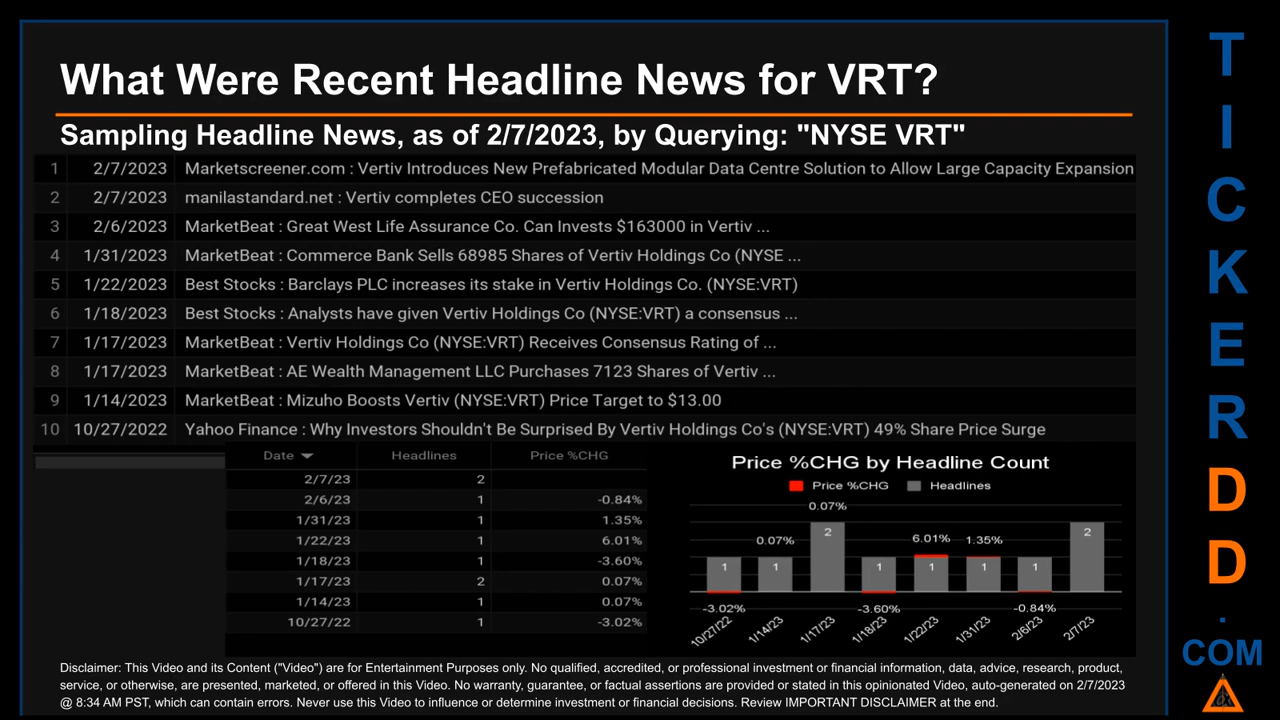 What Were Recent Headline News for VRT?
Sampling Headline News, as of 2/7/2023, by Querying: "NYSE VRT"
1 2/7/2023 Marketscreener.com : Vertiv Introduces New Prefabricated Modular Data Centre Solution to Allow Large Capacity Expansion
2 2/7/2023 manilastandard.net : Vertiv completes CEO succession
3 2/6/2023 MarketBeat : Great West Life Assurance Co. Can Invests $163000 in Vertiv ...
4 1/31/2023 MarketBeat : Commerce Bank Sells 68985 Shares of Vertiv Holdings Co (NYSE ...
5 1/22/2023 Best Stocks : Barclays PLC increases its stake in Vertiv Holdings Co. (NYSE:VRT)
6 1/18/2023 Best Stocks : Analysts have given Vertiv Holdings Co (NYSE:VRT) a consensus ...
7 1/17/2023 MarketBeat : Vertiv Holdings Co (NYSE:VRT) Receives Consensus Rating of ...
8 1/17/2023 MarketBeat : AE Wealth Management LLC Purchases 7123 Shares of Vertiv ...
9 1/14/2023 MarketBeat : Mizuho Boosts Vertiv (NYSE:VRT) Price Target to $13.00
10 10/27/2022 Yahoo Finance : Why Investors Shouldn't Be Surprised By Vertiv Holdings Co's (NYSE:VRT) 49% Share Price Surge
Date Headlines Price %CHG
2/7/23 2
2/6/23 1 -0.84%
1/31/23 1 1.35%
1/22/23 1 6.01%
1/18/23 1 -3.60%
1/17/23 2 0.07%
1/14/23 1 0.07%
10/27/22 1 -3.02%
Price %CHG by Headline Count
Price %CHG Headlines
0.07%
2 2
0.07% 6.01% 1.35%
1 1 1 1 1 1
-3.02% -3.60% -0.84%
10/27/22 1/14/23 1/17/23 1/18/23 1/22/23 1/31/23 2/6/23 2/7/23
Disclaimer: This Video and its Content ("Video") are for Entertainment Purposes only. No qualified, accredited, or professional investment or financial information, data, advice, research, product,
service, or otherwise, are presented, marketed, or offered in this Video. No warranty, guarantee, or factual assertions are provided or stated in this opinionated Video, auto-generated on 2/7/2023
@ 8:34 AM PST, which can contain errors. Never use this Video to influence or determine investment or financial decisions. Review IMPORTANT DISCLAIMER at the end.
T
I
C
K
E
R
D
D
.
COM